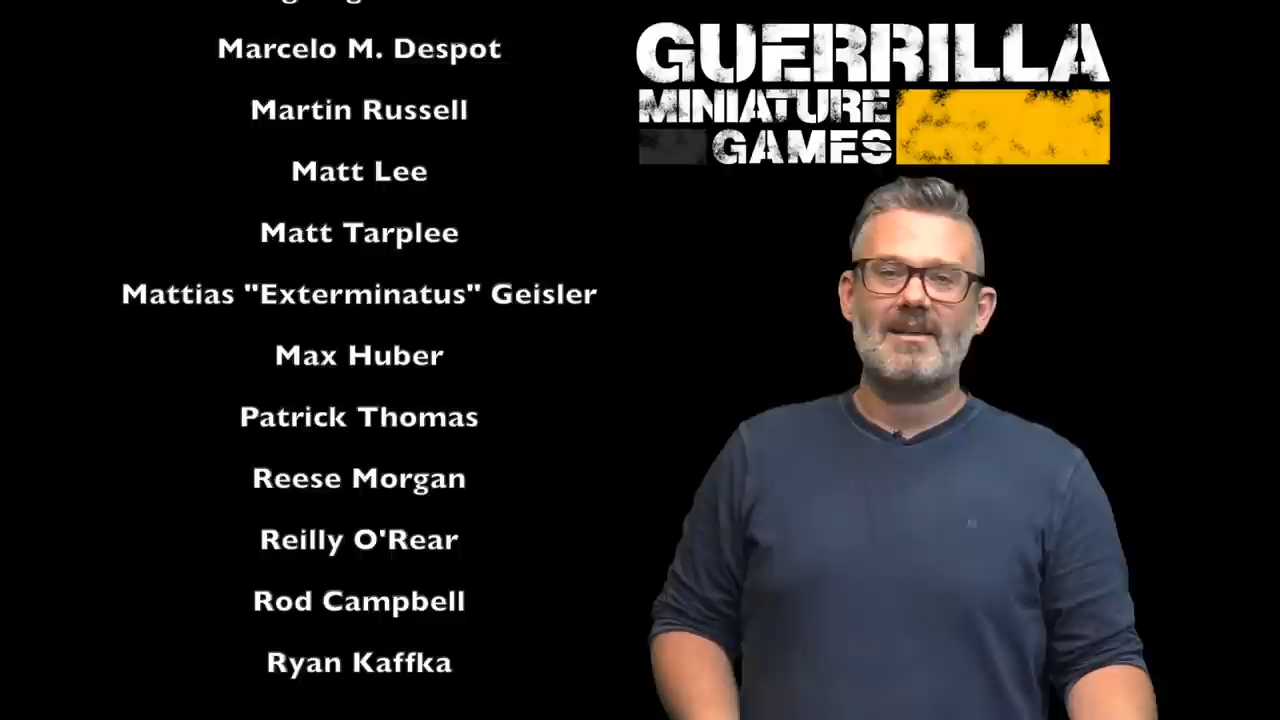 Marcelo M. Despot
Martin Russell
Matt Lee
Matt Tarplee
Mattias "Exterminatus" Geisler
Max Huber
Patrick Thomas
Reese Morgan
Reilly O'Rear
Rod Campbell
Ryan Kaffka
GUERRILLA
MINIATURE
GAMES